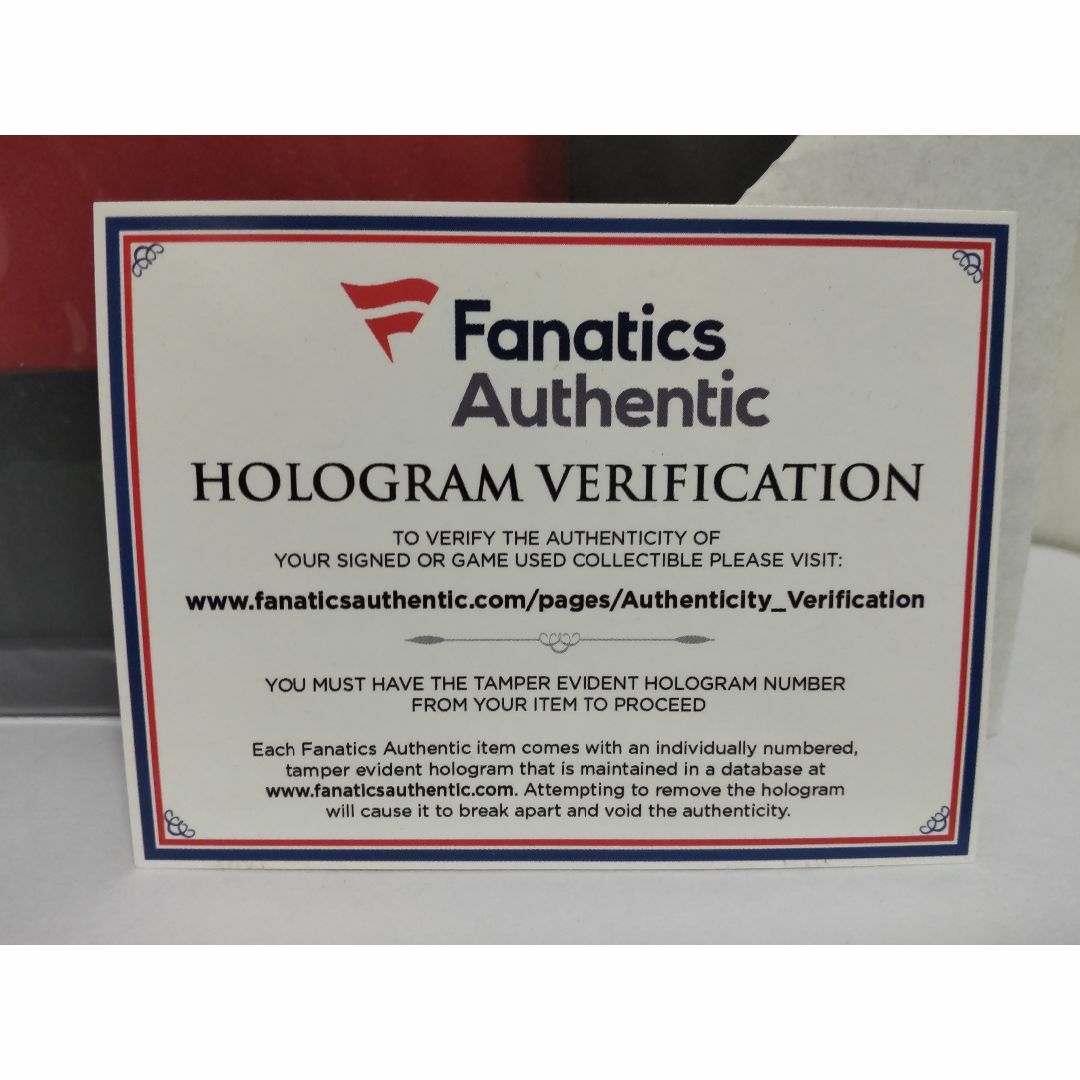 Fanatics
Authentic
HOLOGRAM VERIFICATION
TO VERIFY THE AUTHENTICITY OF
YOUR SIGNED OR GAME USED COLLECTIBLE PLEASE VISIT:
www.fanaticsauthentic.com/pages/Authenticity_Verification
YOU MUST HAVE THE TAMPER EVIDENT HOLOGRAM NUMBER
FROM YOUR ITEM TO PROCEED
Each Fanatics Authentic item comes with an individually numbered,
tamper evident hologram that is maintained in a database at
www.fanaticsauthentic.com. Attempting to remove the hologram
will cause it to break apart and void the authenticity.